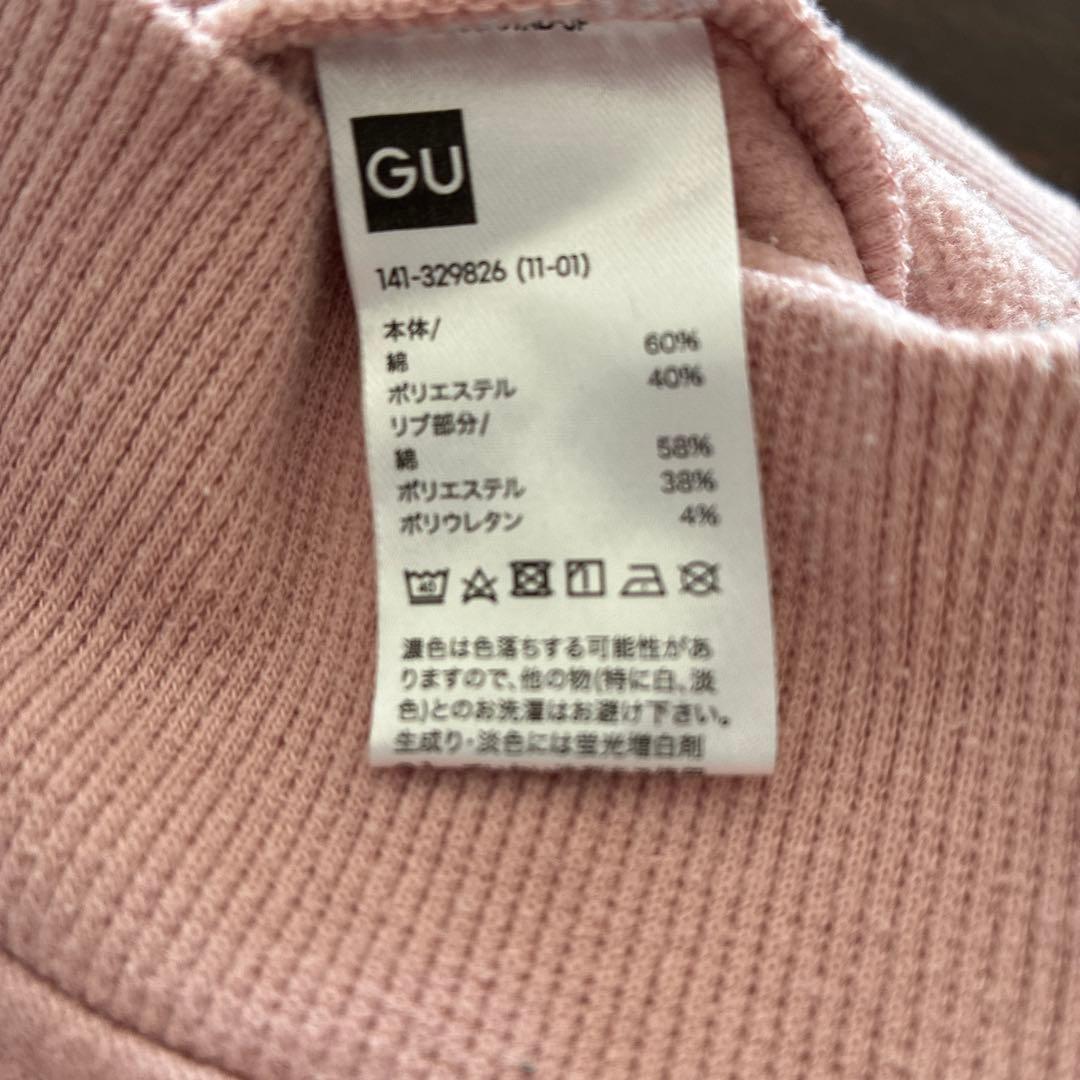 GU
141-329826 (11-01)
本体/
綿 60%
ポリエステル 40%
リブ部分/
綿 58%
ポリエステル 38%
ポリウレタン 4%
40
濃色は色落ちする可能性があ
りますので、他の物(特に白、淡
色)とのお洗濯はお避け下さい。
生成り・淡色には蛍光増白剤